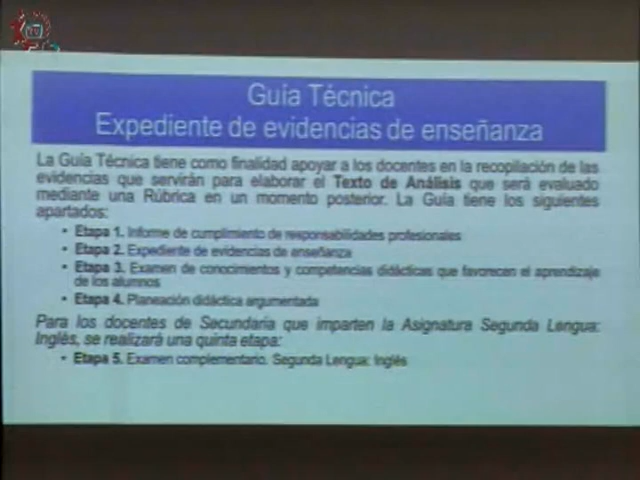 Guía Técnica
Expediente de evidencias de enseñanza
La Guía Técnica tiene como finalidad apoyar a los docentes en la recopilación de las
evidencias que servirán para elaborar el Texto de Análisis que será evaluado
mediante una Rúbrica en un momento posterior. La Guía tiene los siguientes
apartados:
• Etapa 1. Informe de cumplimiento de responsabilidades profesionales
• Etapa 2. Expediente de evidencias de enseñanza
• Etapa 3. Examen de conocimientos y competencias didácticas que favorecen el aprendizaje
de los alumnos
• Etapa 4. Planeación didáctica argumentada
Para los docentes de Secundaria que imparten la Asignatura Segunda Lengua:
Inglés, se realizará una quinta etapa:
• Etapa 5. Examen complementario. Segunda Lengua: Inglés